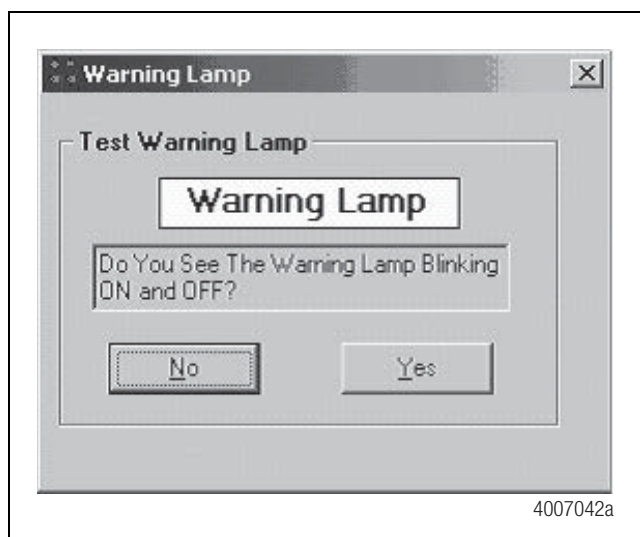 Warning Lamp
Test Warning Lamp
Warning Lamp
Do You See The Warning Lamp Blinking
ON and OFF?
No
Yes
4007042a